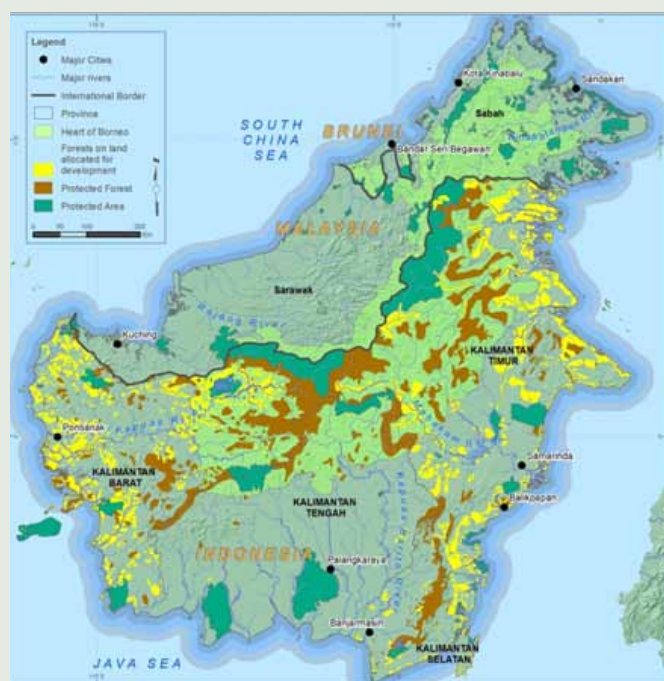 Legend
Major Cities
Major rivers
International Border
Province
Heart of Borneo
Forests on land
allocated for
development
Protected Forest
Protected Area
Kota Kinabalu
Sandakan
Sabah
SOUTH
CHINA
SEA
BRUNEI
Bandar Seri Begawan
MALAYSIA
Sarawak
Rajang River
Kuching
KALIMANTAN
TIMUR
Pontianak
KALIMANTAN
BARAT
Samarinda
Balikpapan
KALIMANTAN
TENGAH
INDONESIA
Palangkaraya
Banjarmasin
KALIMANTAN
SELATAN
JAVA SEA